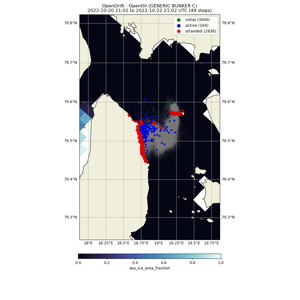 OpenDrift - OpenOil (GENERIC BUNKER C)
2022-10-20 21:02 to 2022-10-22 21:02 UTC (49 steps)
initial (3000)
active (164)
stranded (2836)
79.8°N 79.8°N
79.7°N 79.7°N
79.6°N 79.6°N
79.5°N 79.5°N
79.4°N 79.4°N
79.3°N 79.3°N
18°E 18.25°E 18.5°E 18.75°E 19°E 19.25°E 19.5°E 19.75°E
0.0 0.2 0.4 0.6 0.8 1.0
sea_ice_area_fraction